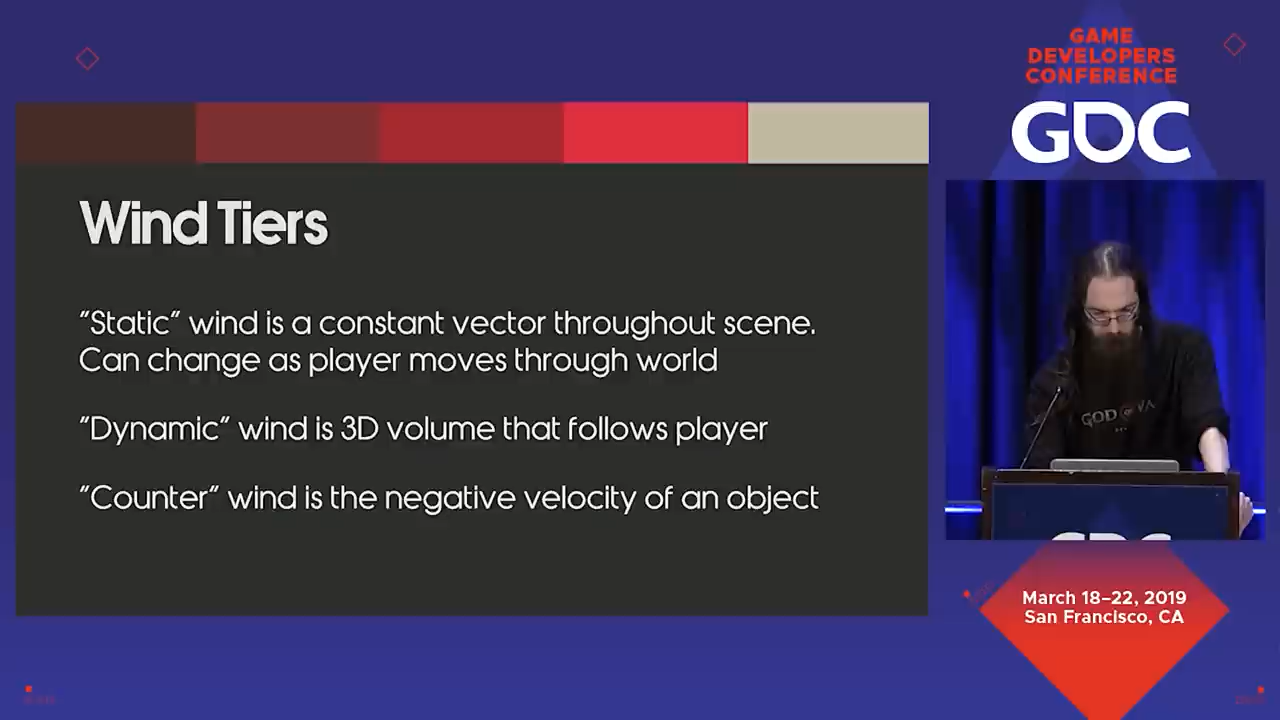 GAME
DEVELOPERS
CONFERENCE
GDC
Wind Tiers
"Static" wind is a constant vector throughout scene.
Can change as player moves through world
"Dynamic" wind is 3D volume that follows player
"Counter" wind is the negative velocity of an object
GOD
GDC
March 18–22, 2019
San Francisco, CA